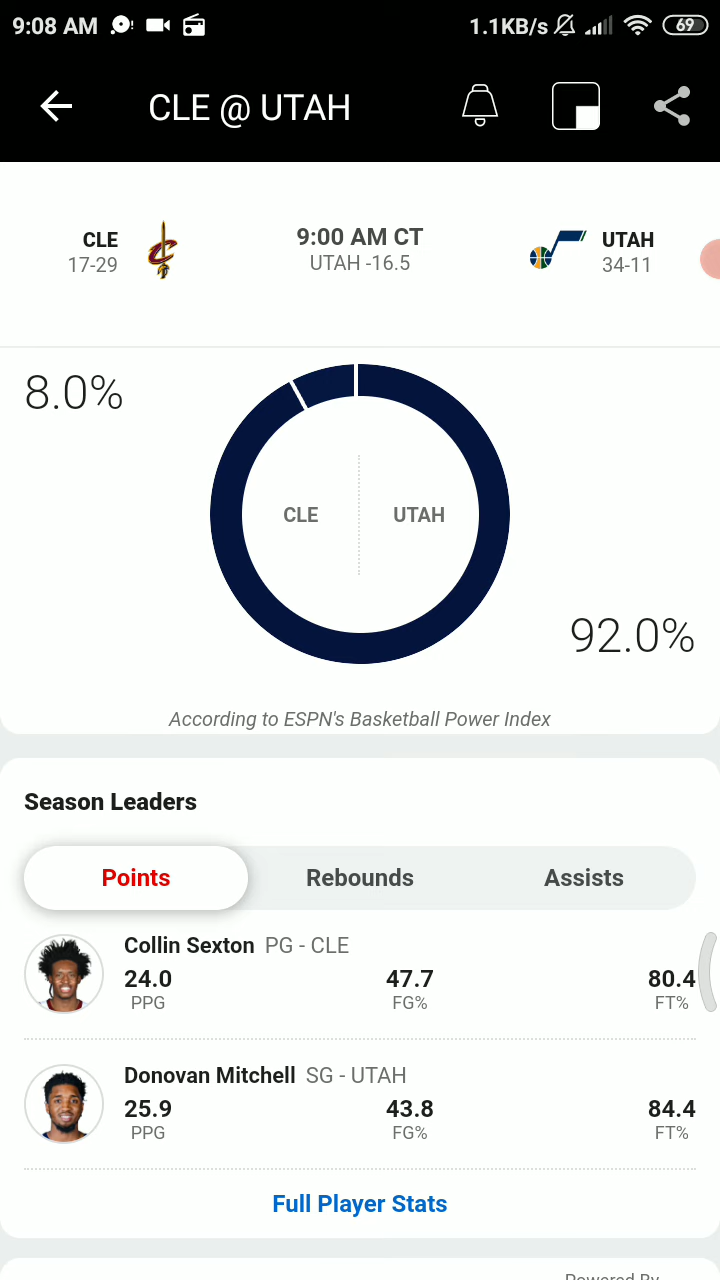 9:08 AM 1.1KB/s 69
CLE @ UTAH
CLE 9:00 AM CT UTAH
17-29 UTAH -16.5 34-11
8.0%
CLE UTAH
92.0%
According to ESPN's Basketball Power Index
Season Leaders
Points Rebounds Assists
Collin Sexton PG - CLE
24.0 47.7 80.4
PPG FG% FT%
Donovan Mitchell SG - UTAH
25.9 43.8 84.4
PPG FG% FT%
Full Player Stats
Powered By